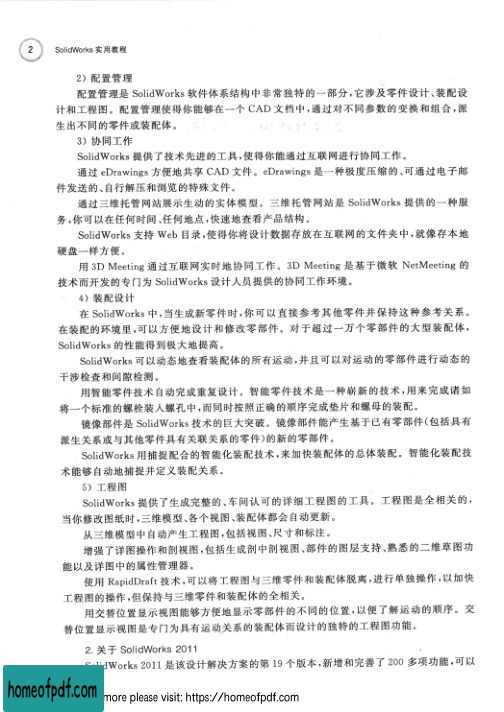 2 SolidWorks 实用教程
2) 配置管理
配置管理是 SolidWorks 软件体系结构中非常独特的一部分,它涉及零件设计、装配设
计和工程图。配置管理使得你能够在一个 CAD 文档中,通过对不同参数的变换和组合,派
生出不同的零件或装配体。
3) 协同工作
SolidWorks 提供了技术先进的工具,使得你能通过互联网进行协同工作。
通过 eDrawings 方便地共享 CAD 文件。eDrawings 是一种极度压缩的、可通过电子邮
件发送的、自行解压和浏览的特殊文件。
通过三维托管网站展示生动的实体模型。三维托管网站是 SolidWorks 提供的一种服
务,你可以在任何时间、任何地点,快速地查看产品结构。
SolidWorks 支持 Web 目录,使得你将设计数据存放在互联网的文件夹中,就像存本地
硬盘一样方便。
用 3D Meeting 通过互联网实时地协同工作。3D Meeting 是基于微软 NetMeeting 的
技术而开发的专门为 SolidWorks 设计人员提供的协同工作环境。
4) 装配设计
在 SolidWorks 中,当生成新零件时,你可以直接参考其他零件并保持这种参考关系。
在装配的环境里,可以方便地设计和修改零部件。对于超过一万个零部件的大型装配体,
SolidWorks 的性能得到极大地提高。
SolidWorks 可以动态地查看装配体的所有运动,并且可以对运动的零部件进行动态的
干涉检查和间隙检测。
用智能零件技术自动完成重复设计。智能零件技术是一种崭新的技术,用来完成诸如
将一个标准的螺栓装入螺孔中,而同时按照正确的顺序完成垫片和螺母的装配。
镜像部件是 SolidWorks 技术的巨大突破。镜像部件能产生基于已有零部件(包括具有
派生关系或与其他零件具有关联关系的零件)的新的零部件。
SolidWorks 用捕捉配合的智能化装配技术,来加快装配体的总体装配。智能化装配技
术能够自动地捕捉并定义装配关系。
5) 工程图
SolidWorks 提供了生成完整的、车间认可的详细工程图的工具。工程图是全相关的,
当你修改图纸时,三维模型、各个视图、装配体都会自动更新。
从三维模型中自动产生工程图,包括视图、尺寸和标注。
增强了详图操作和剖视图,包括生成剖中剖视图、部件的图层支持、熟悉的二维草图功
能以及详图中的属性管理器。
使用 RapidDraft 技术,可以将工程图与三维零件和装配体脱离,进行单独操作,以加快
工程图的操作,但保持与三维零件和装配体的全相关。
用交替位置显示视图能够方便地显示零部件的不同的位置,以便了解运动的顺序。交
替位置显示视图是专门为具有运动关系的装配体而设计的独特的工程图功能。
2. 关于 SolidWorks 2011
SolidWorks 2011 是该设计解决方案的第 19 个版本,新增和完善了 200 多项功能,可以
homeofpdf.com more please visit: https://homeofpdf.com